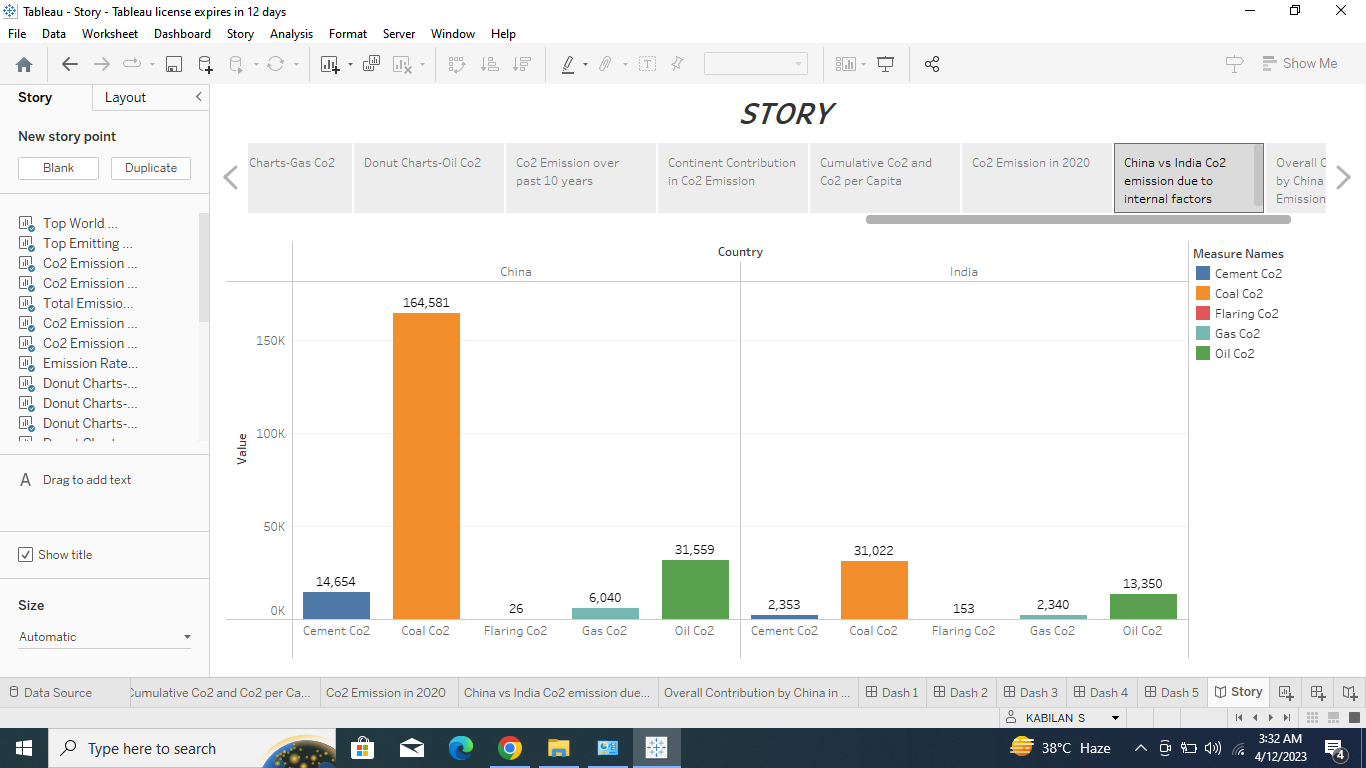 Tableau - Story - Tableau license expires in 12 days
File Data Worksheet Dashboard Story Analysis Format Server Window Help
Show Me
Story Layout
New story point
Blank Duplicate
Top World ...
Top Emitting ...
Co2 Emission ...
Co2 Emission ...
Total Emissio...
Co2 Emission ...
Co2 Emission ...
Emission Rate...
Donut Charts-...
Donut Charts-...
Donut Charts-...
A Drag to add text
Show title
Size
Automatic
STORY
Charts-Gas Co2
Donut Charts-Oil Co2
Co2 Emission over
past 10 years
Continent Contribution
in Co2 Emission
Cumulative Co2 and
Co2 per Capita
Co2 Emission in 2020
China vs India Co2
emission due to
internal factors
Overall
by China
Emission
Country
China India
Value
150K
100K
50K
0K
14,654
164,581
26
6,040
31,559
2,353
31,022
153
2,340
13,350
Cement Co2 Coal Co2 Flaring Co2 Gas Co2 Oil Co2 Cement Co2 Coal Co2 Flaring Co2 Gas Co2 Oil Co2
Measure Names
Cement Co2
Coal Co2
Flaring Co2
Gas Co2
Oil Co2
Data Source Cumulative Co2 and Co2 per Ca... Co2 Emission in 2020 China vs India Co2 emission due... Overall Contribution by China in ... Dash 1 Dash 2 Dash 3 Dash 4 Dash 5 Story
KABILAN S
Type here to search
38°C Haze
3:32 AM
4/12/2023
4